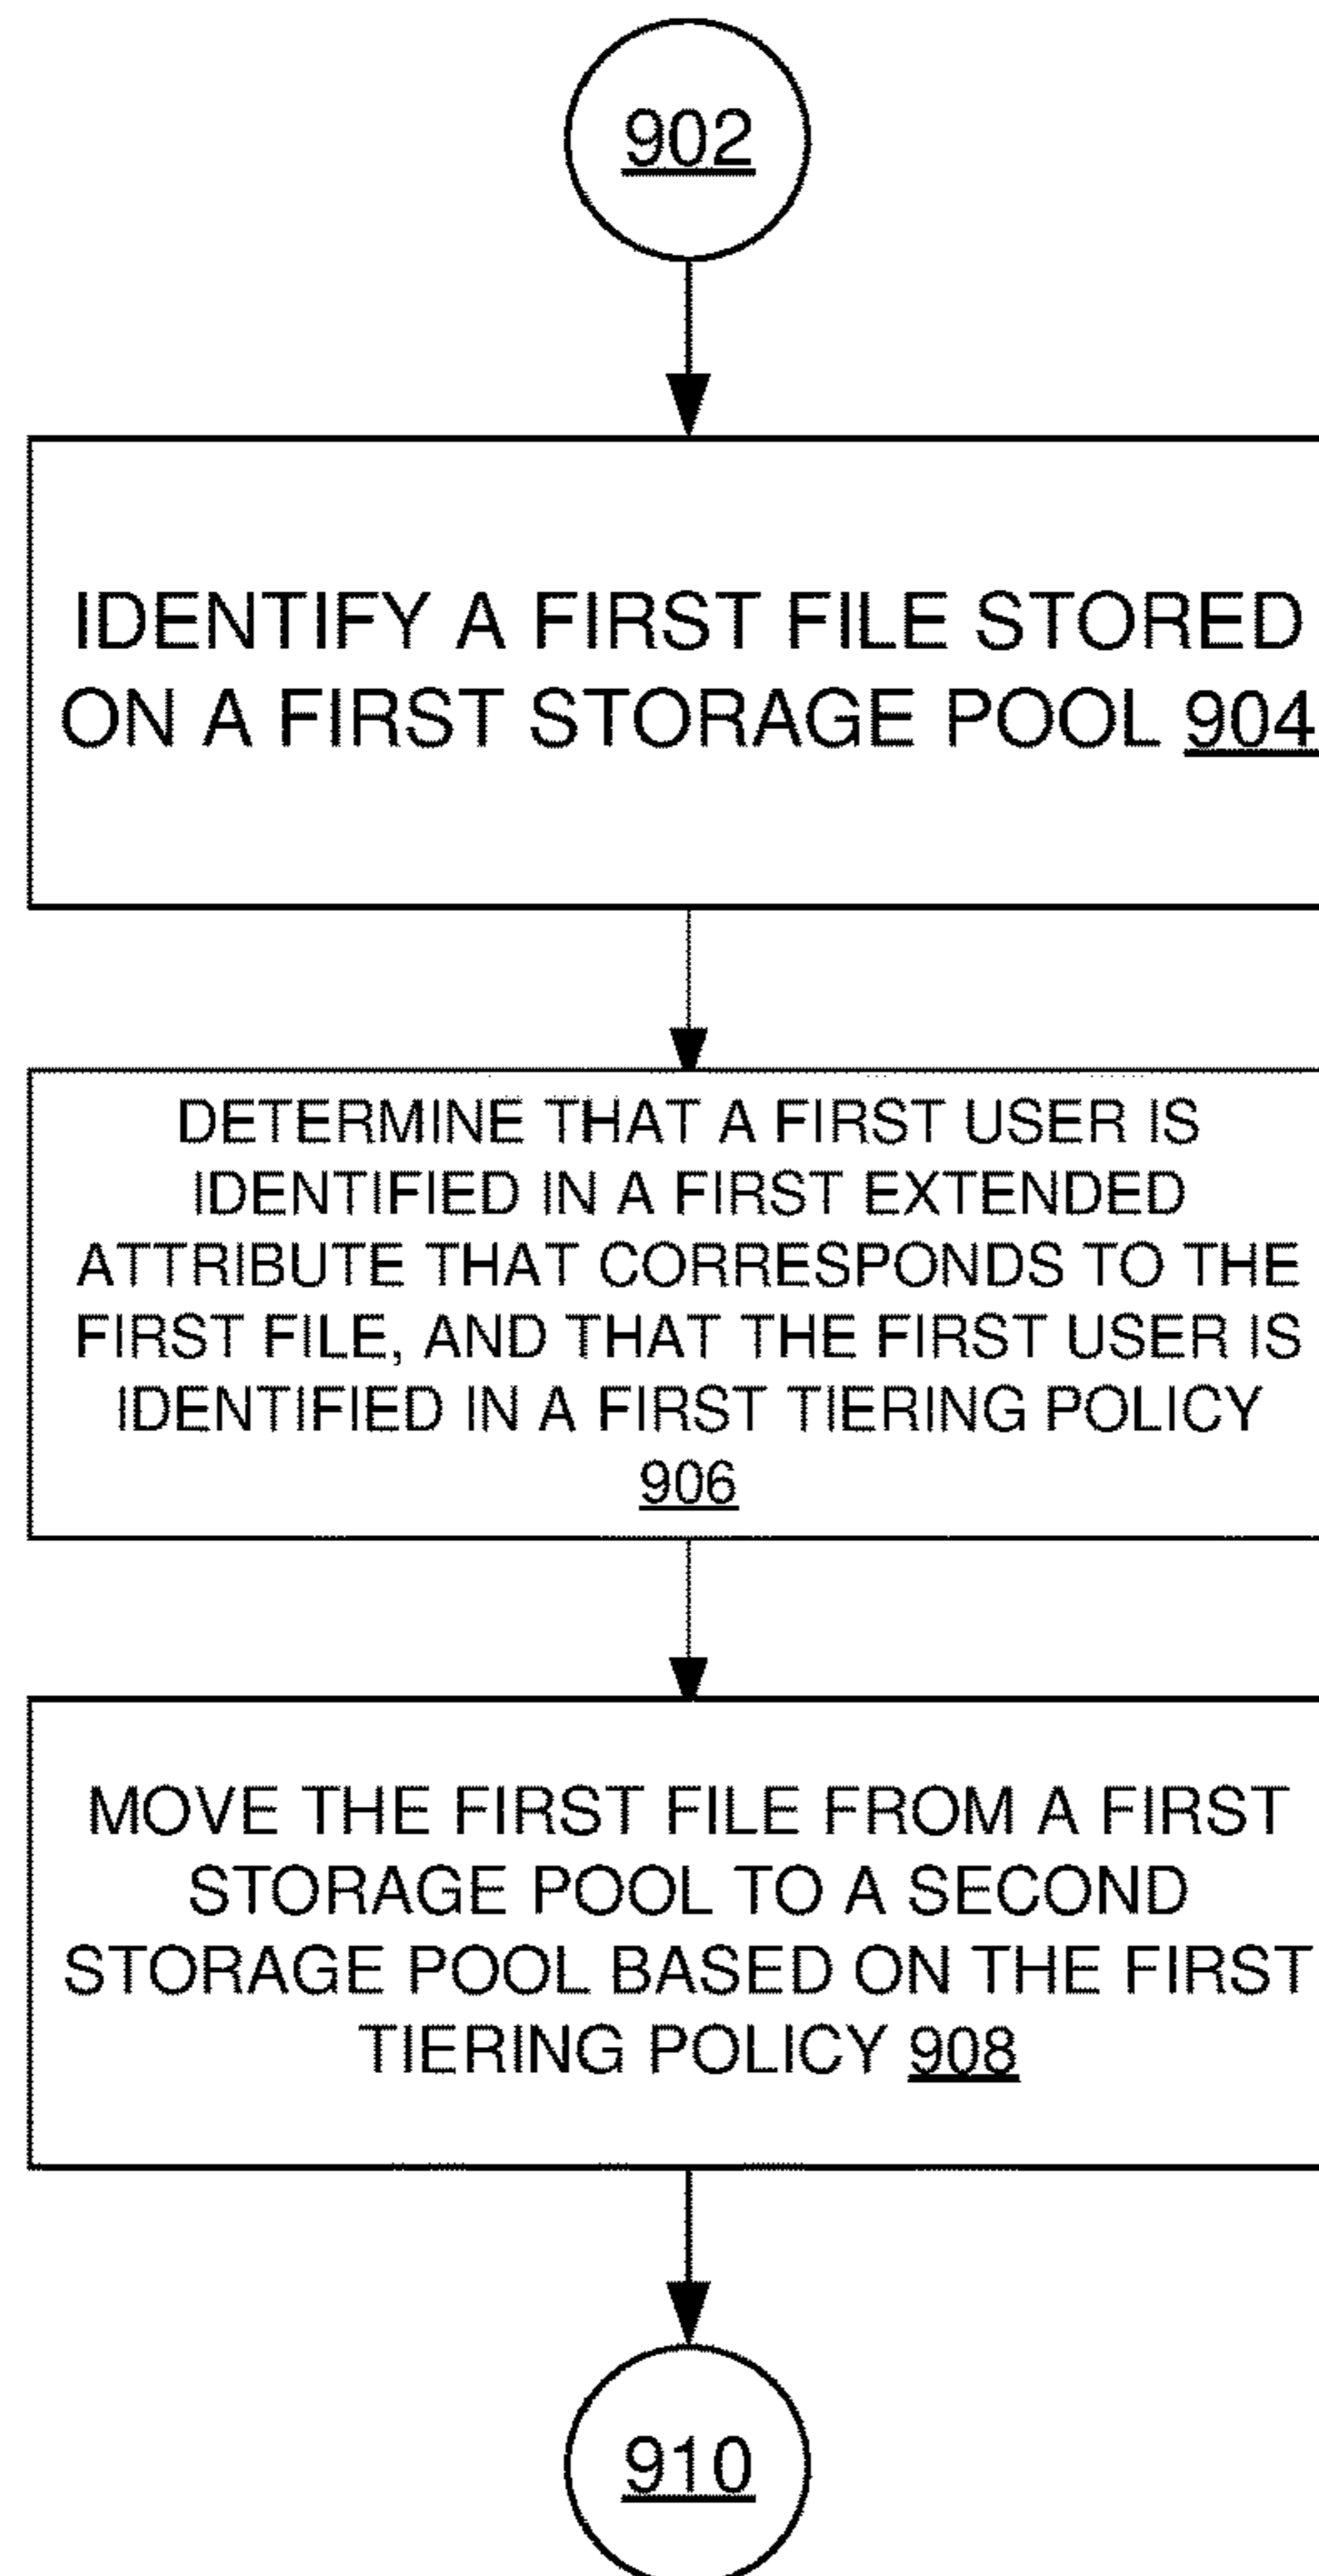 902
IDENTIFY A FIRST FILE STORED
ON A FIRST STORAGE POOL 904
DETERMINE THAT A FIRST USER IS
IDENTIFIED IN A FIRST EXTENDED
ATTRIBUTE THAT CORRESPONDS TO THE
FIRST FILE, AND THAT THE FIRST USER IS
IDENTIFIED IN A FIRST TIERING POLICY
906
MOVE THE FIRST FILE FROM A FIRST
STORAGE POOL TO A SECOND
STORAGE POOL BASED ON THE FIRST
TIERING POLICY 908
910